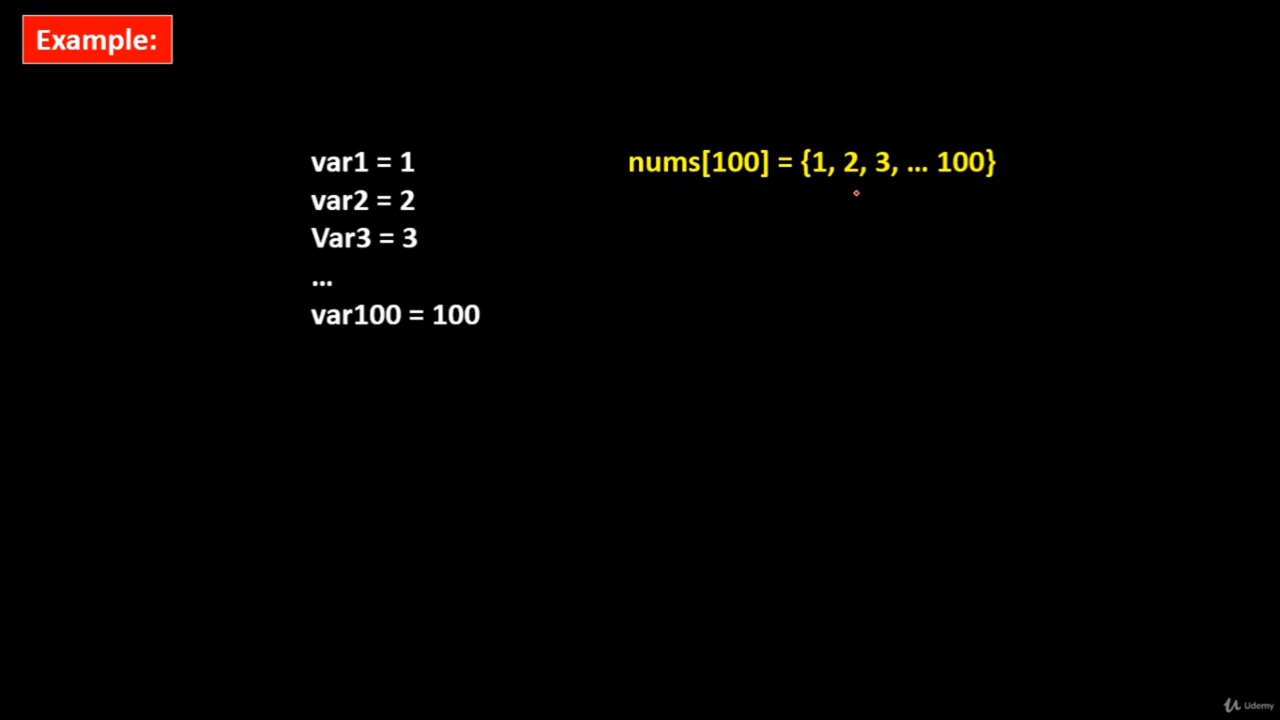 Example:
var1 = 1
var2 = 2
Var3 = 3
...
var100 = 100
nums[100] = {1, 2, 3, ... 100}
Udemy